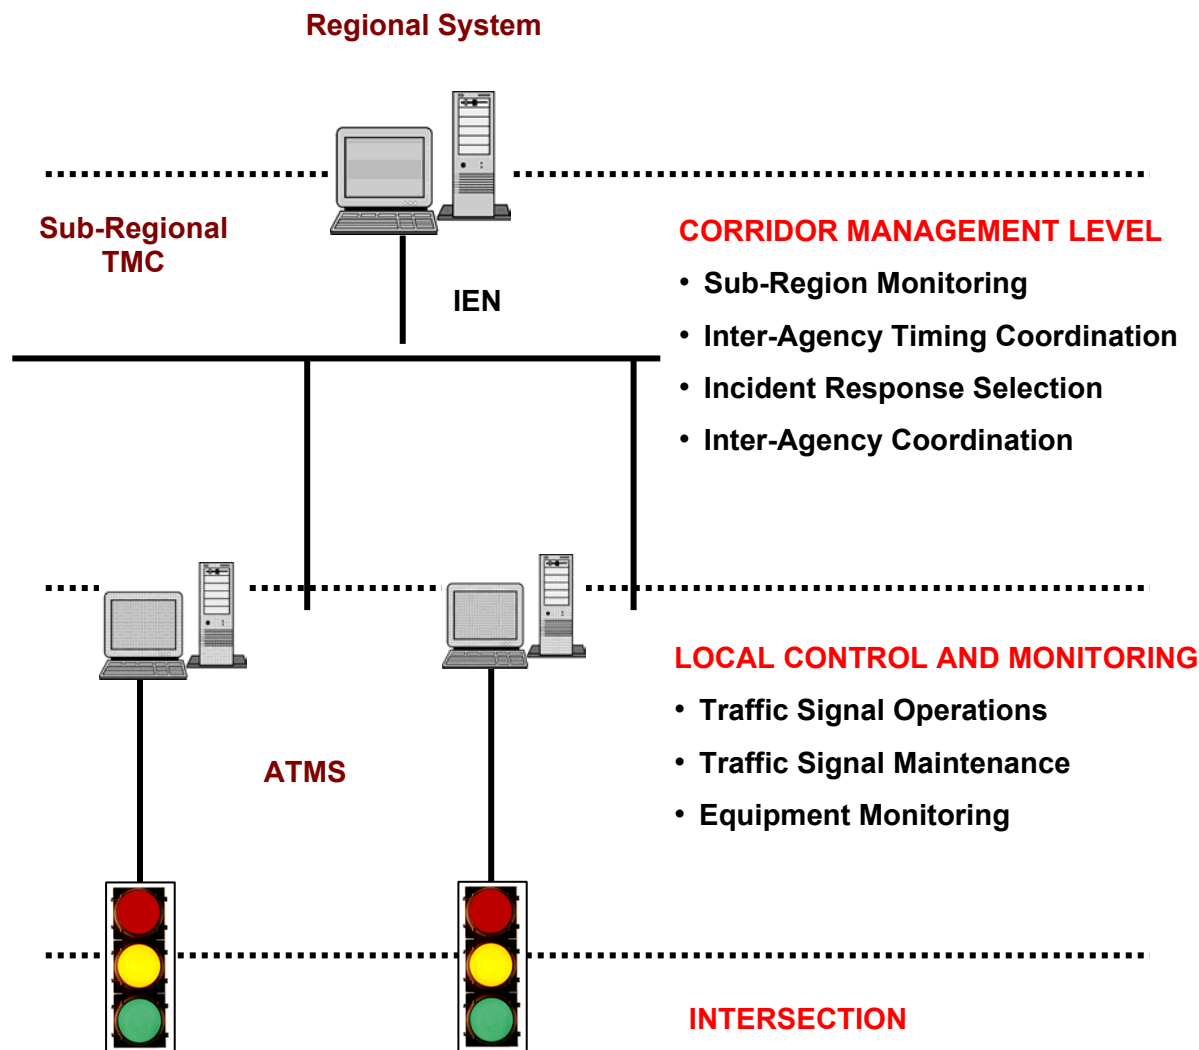 Regional System
Sub-Regional
TMC
IEN
CORRIDOR MANAGEMENT LEVEL
• Sub-Region Monitoring
• Inter-Agency Timing Coordination
• Incident Response Selection
• Inter-Agency Coordination
ATMS
LOCAL CONTROL AND MONITORING
• Traffic Signal Operations
• Traffic Signal Maintenance
• Equipment Monitoring
INTERSECTION